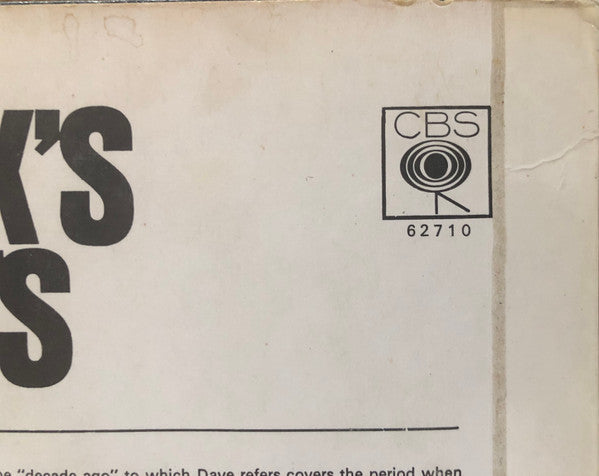 K'S
S
CBS
62710
"decade ago" to which Dave refers covers the period when